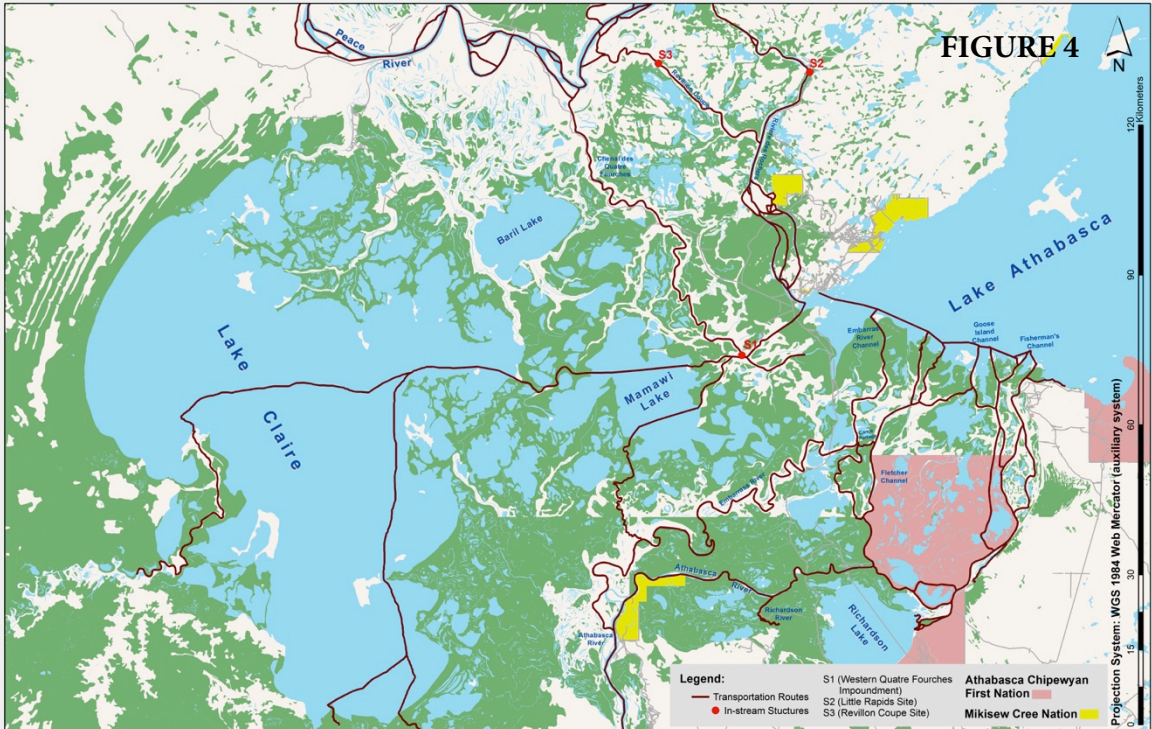 FIGURE 4
N
Peace
River
S3
S2
Revillon Coupe
Chenal des
Quatre
Fourches
Baril Lake
Lake Athabasca
Lake
Claire
S1
Mamawi
Lake
Embarras
River
Channel
Goose
Island
Channel
Fisherman's
Channel
Fletcher
Channel
Embarras River
Athabasca
River
Richardson
River
Richardson
Lake
Athabasca
River
Kilometers
120
90
60
30
15
0
Projection System: WGS 1984 Web Mercator (auxiliary system)
Legend:
Transportation Routes
In-stream Stuctures
S1 (Western Quatre Fourches
Impoundment)
S2 (Little Rapids Site)
S3 (Revillon Coupe Site)
Athabasca Chipewyan
First Nation
Mikisew Cree Nation